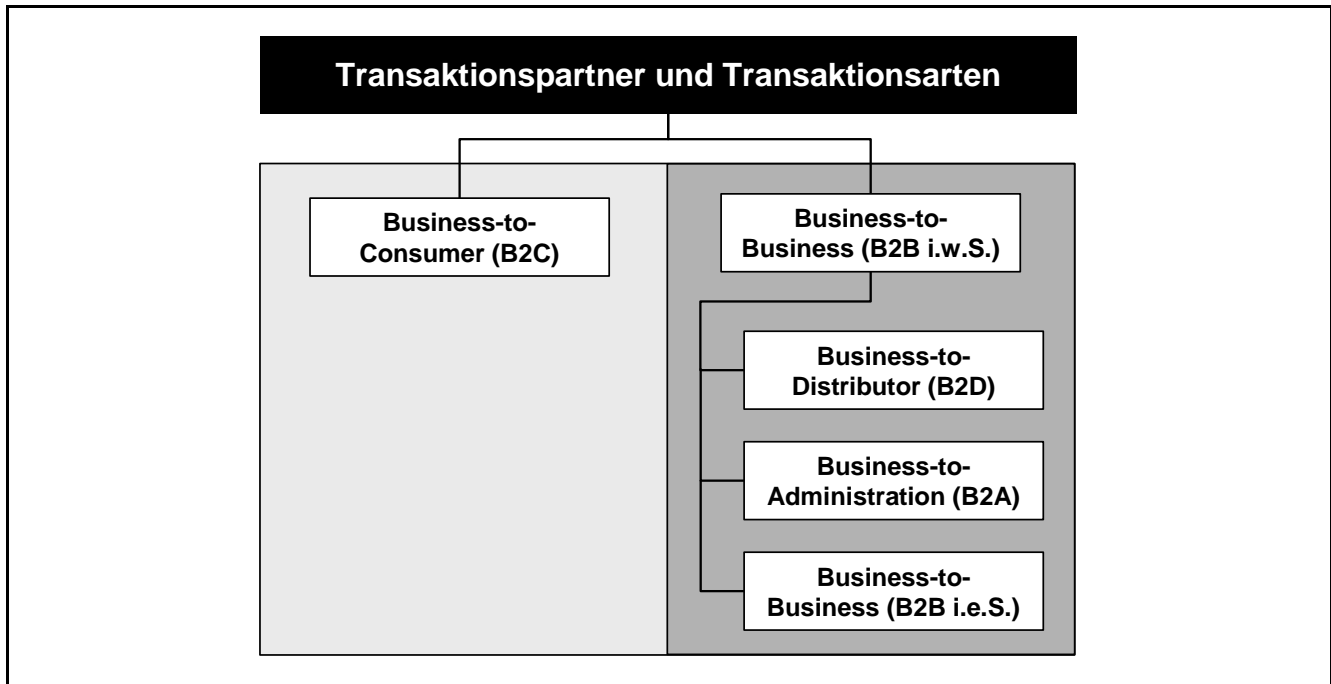 Transaktionspartner und Transaktionsarten
Business-to-
Consumer (B2C)
Business-to-
Business (B2B i.w.S.)
Business-to-
Distributor (B2D)
Business-to-
Administration (B2A)
Business-to-
Business (B2B i.e.S.)